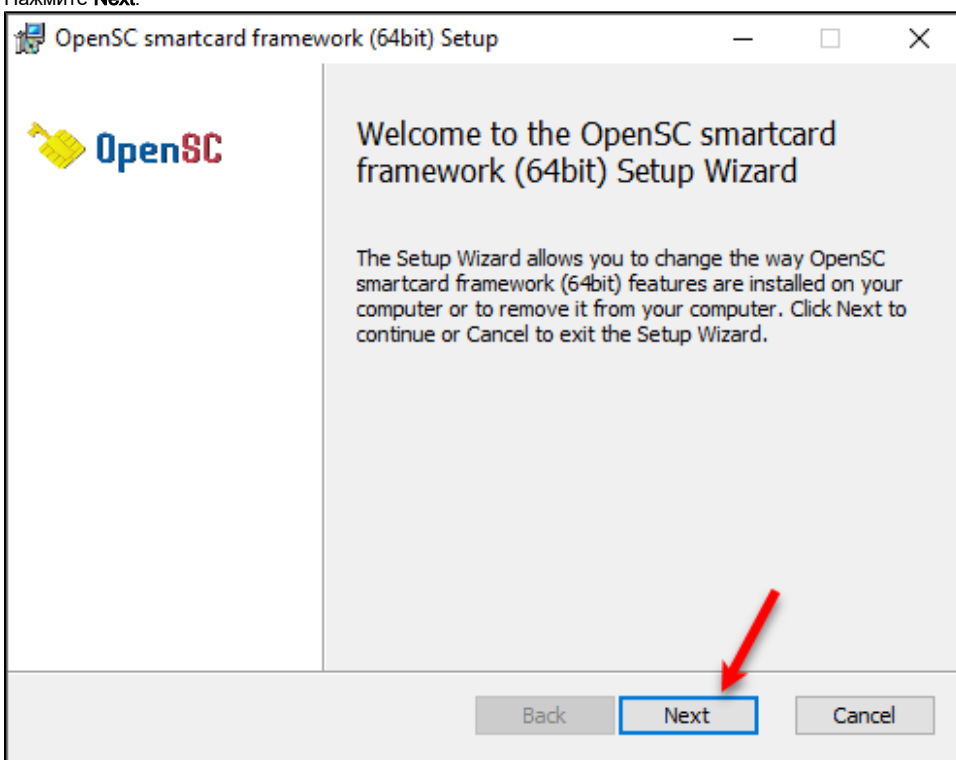 Нажмите Next.
OpenSC smartcard framework (64bit) Setup
OpenSC
Welcome to the OpenSC smartcard
framework (64bit) Setup Wizard
The Setup Wizard allows you to change the way OpenSC
smartcard framework (64bit) features are installed on your
computer or to remove it from your computer. Click Next to
continue or Cancel to exit the Setup Wizard.
Back Next Cancel